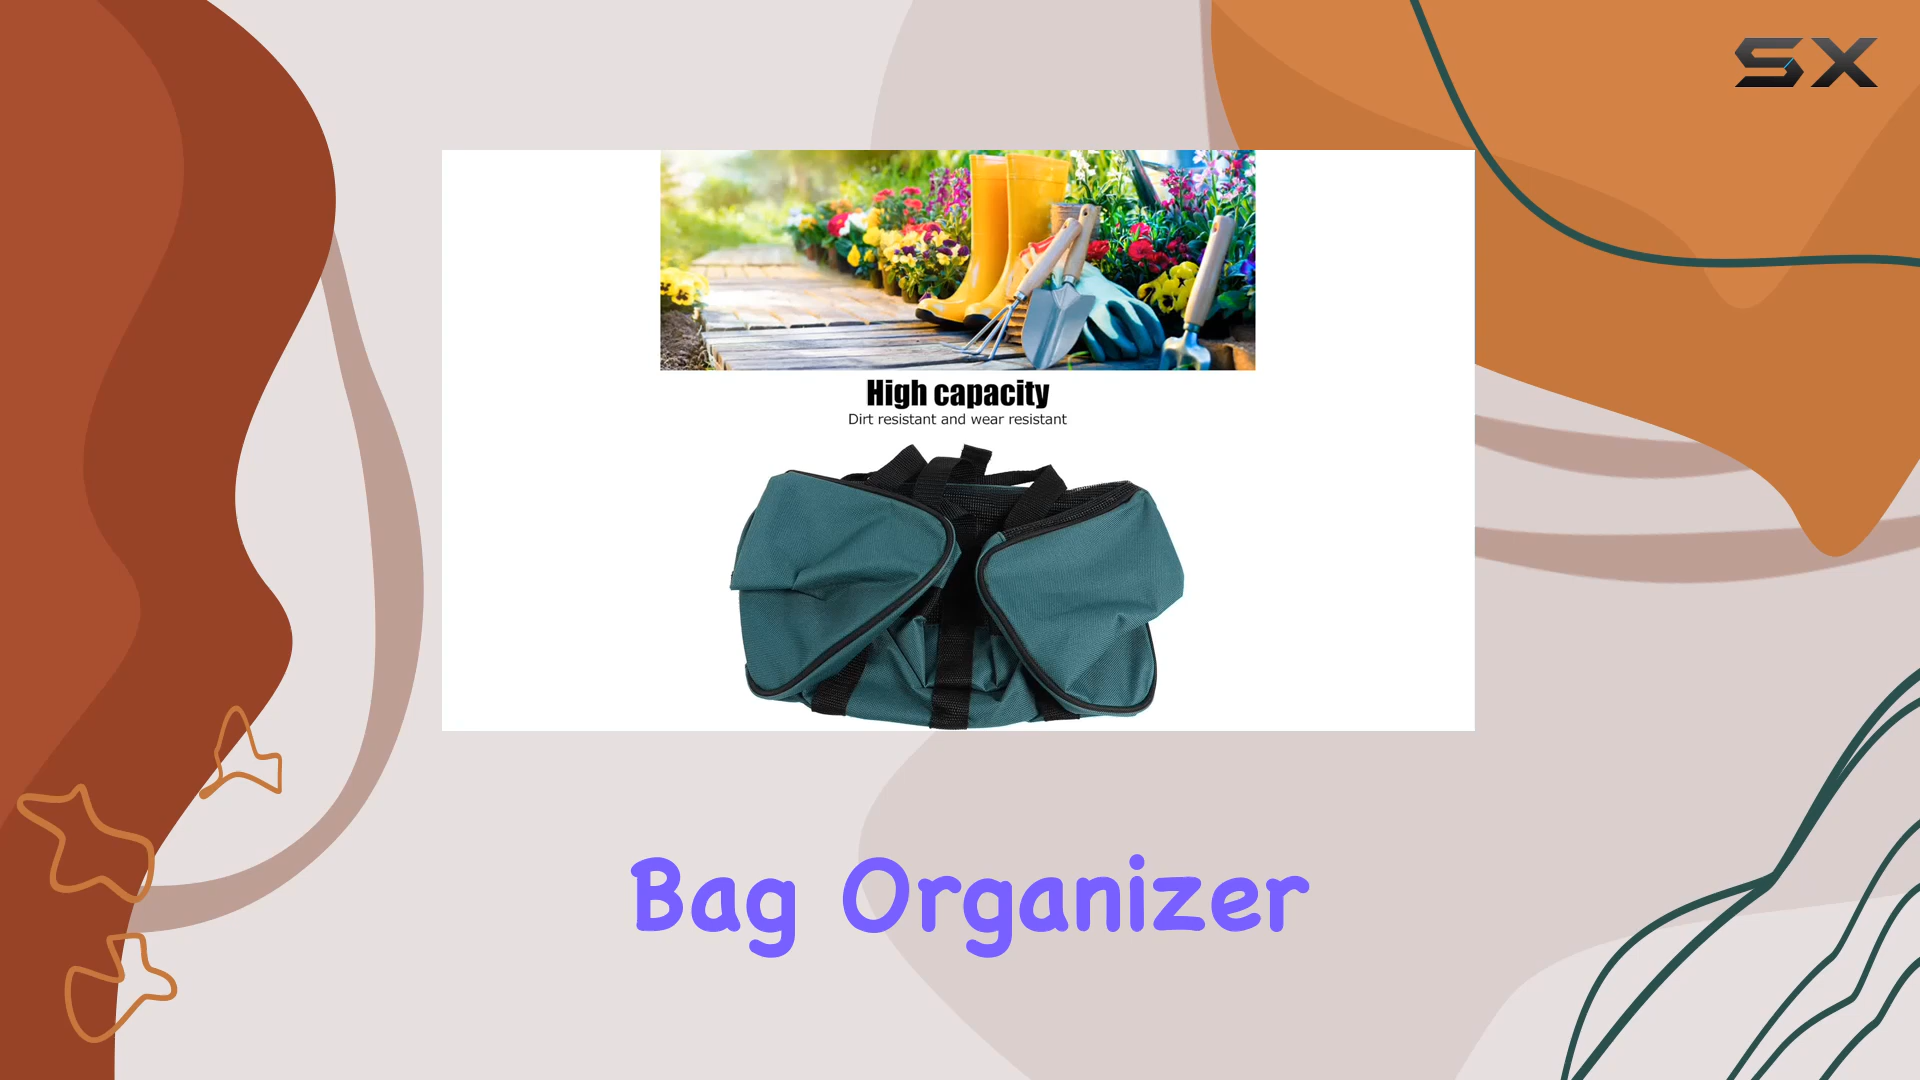 SX
High capacity
Dirt resistant and wear resistant
Bag Organizer